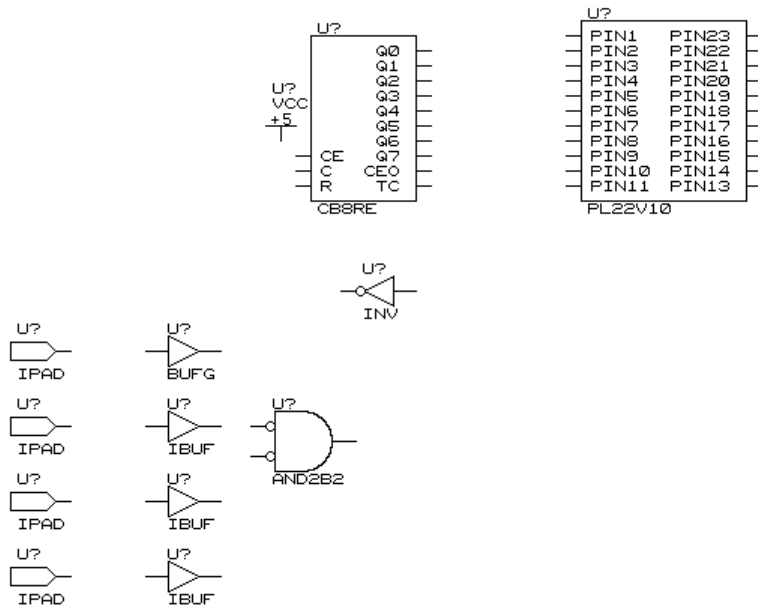 U?
Q0
Q1
Q2
Q3
Q4
Q5
Q6
CE Q7
C CEO
R TC
CB8RE
U?
VCC
+5
U?
PIN1 PIN23
PIN2 PIN22
PIN3 PIN21
PIN4 PIN20
PIN5 PIN19
PIN6 PIN18
PIN7 PIN17
PIN8 PIN16
PIN9 PIN15
PIN10 PIN14
PIN11 PIN13
PL22V10
U?
INV
U?
IPAD
U?
BUFG
U?
IPAD
U?
IBUF
U?
AND2B2
U?
IPAD
U?
IBUF
U?
IPAD
U?
IBUF